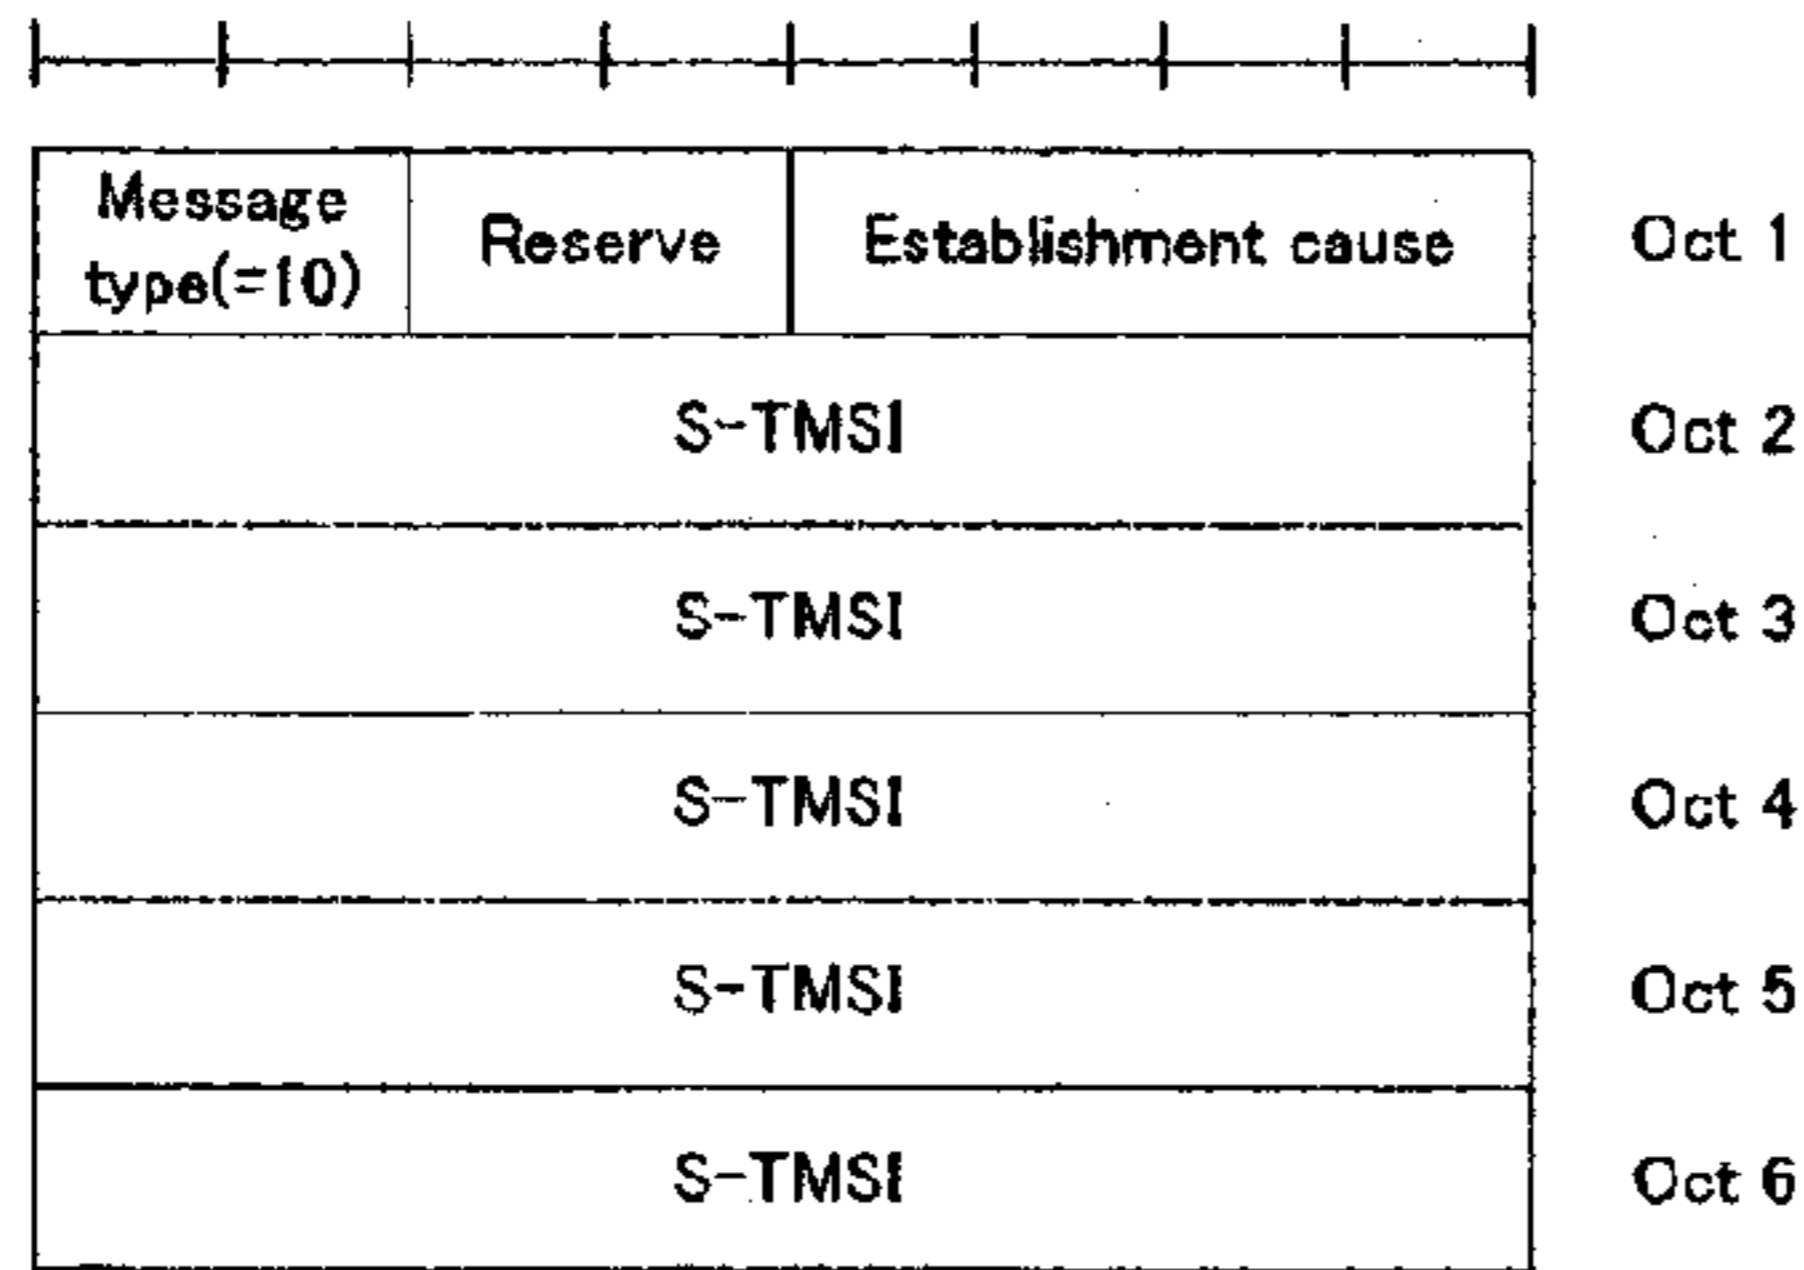 Message
type(=10)
Reserve
Establishment cause
Oct 1
S-TMSI
Oct 2
S-TMSI
Oct 3
S-TMSI
Oct 4
S-TMSI
Oct 5
S-TMSI
Oct 6